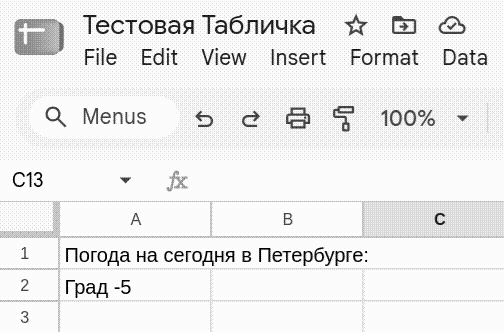 Тестовая Табличка
File Edit View Insert Format Data
Menus 100%
C13 fx
A B C
1 Погода на сегодня в Петербурге:
2 Град -5
3